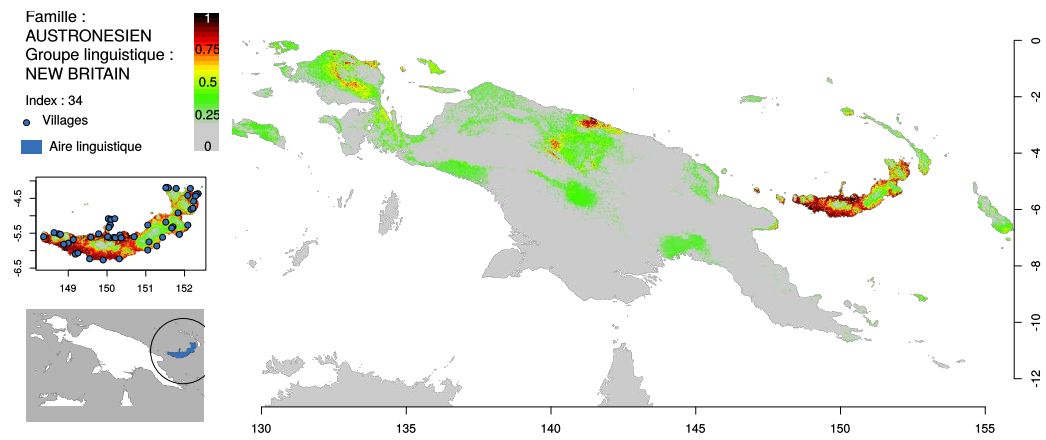 Famille :
AUSTRONESIEN
Groupe linguistique :
NEW BRITAIN
Index : 34
Villages
Aire linguistique
1
0.75
0.5
0.25
0
-4.5
-5.5
-6.5
149 150 151 152
0
-2
-4
-6
-8
-10
-12
130 135 140 145 150 155